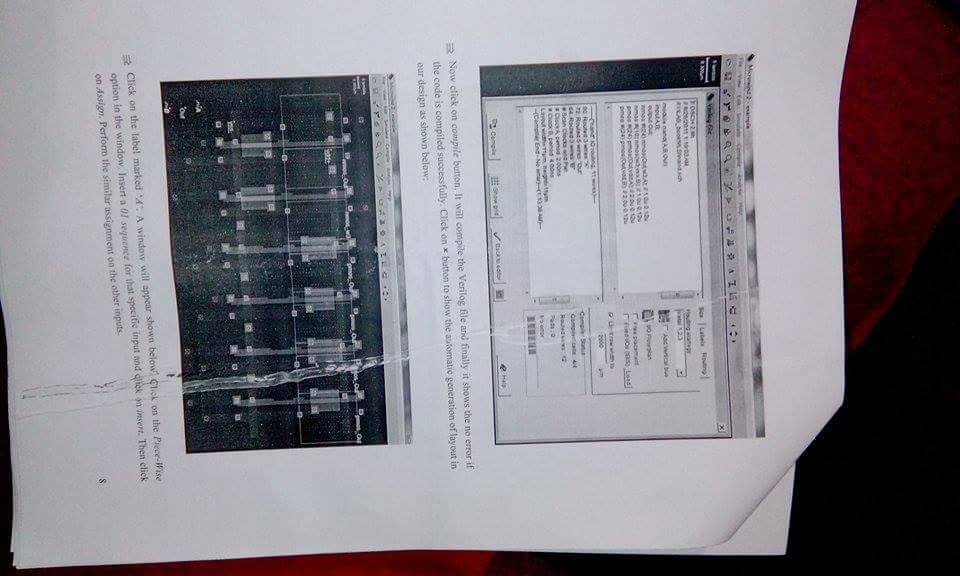 Microwind 2 - example
File View Edit Simulate Compile Analysis Help
Verilog file
# DSCH 2.6h
# 8/26/2011 1:10:03 AM
module nand(A,B,Out);
input A,B;
output Out;
nmos #(24) nmos(Out,w3,A); // 1.0u 0.12u
nmos #(10) nmos(w3,vss,B); // 1.0u 0.12u
pmos #(24) pmos(Out,vdd,A); // 2.0u 0.12u
pmos #(24) pmos(Out,vdd,B); // 2.0u 0.12u
Size Labels Routing
Routing strategy
metal 1,2,3
Add Vertical bus
I/O Floorplan
Free placement
Fixed I/Os (BBS) Load
Limit row width to
2000 µm
---("nand" IO routing, 11 wires)---
Routed 3 wires "A"
72. Routed 6 wires "Out"
64. Routed 3 wires "B"
# Scan Clocks and Pwl
# Clock A, period 2.00ns
# Clock B, period 4.00ns
Layout width=11µm, height=11µm
--(Compiler End - No error)--(1:13:38 AM)--
Compiler Status
Compiled cells 4/4
Routed wires: 12
Pads : 0
No error
Compile Show grid Back to editor Help
⇒ Now click on compile button. It will compile the Verilog file and finally it shows the no error if
the code is compiled successfully. Click on × button to show the automatic generation of layout in
our design as shown below:
Microwind 2 - example
nmos_Out pmos_Out pmos_Out
Out
⇒ Click on the label marked 'A'. A window will appear shown below. Click on the Piece-Wise
option in the window. Insert a 01 sequence for that specific input and click on insert. Then click
on Assign. Perform the similar assignment on the other inputs.
8